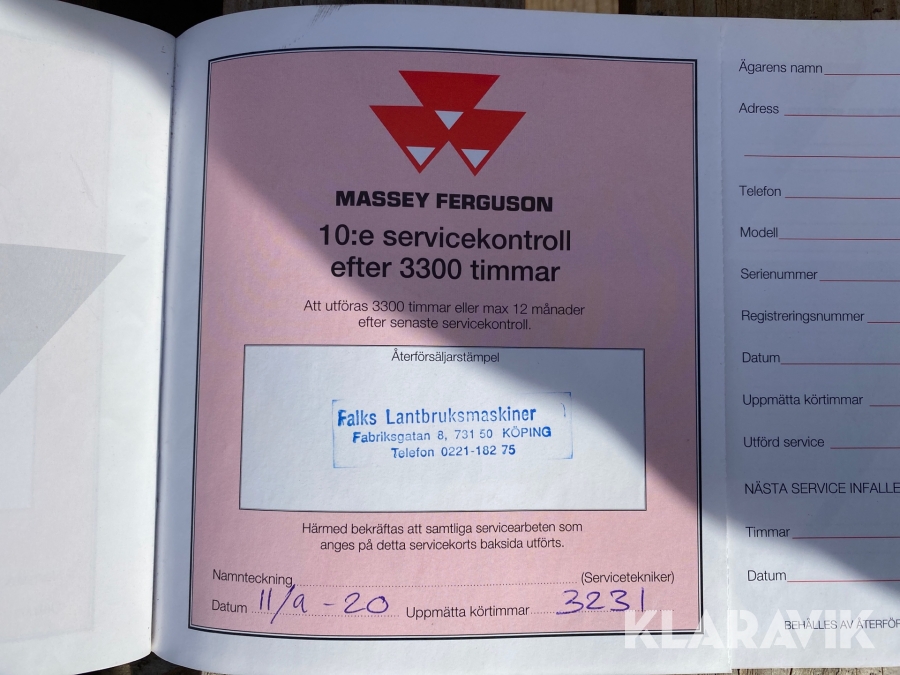 MASSEY FERGUSON
10:e servicekontroll
efter 3300 timmar
Att utföras 3300 timmar eller max 12 månader
efter senaste servicekontroll.
Återförsäljarstämpel
Falks Lantbruksmaskiner
Fabriksgatan 8, 731 50 KÖPING
Telefon 0221-182 75
Härmed bekräftas att samtliga servicearbeten som
anges på detta servicekorts baksida utförts.
Namnteckning (Servicetekniker)
Datum 11/9 - 20 Uppmätta körtimmar 3231
Ägarens namn
Adress
Telefon
Modell
Serienummer
Registreringsnummer
Datum
Uppmätta körtimmar
Utförd service
NÄSTA SERVICE INFALLE
Timmar
Datum
BEHÅLLES AV ÅTERFÖR
KLARAVIK